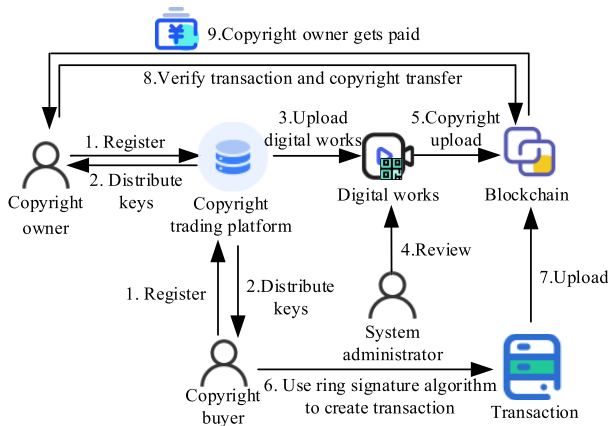 ¥
9.Copyright owner gets paid
8.Verify transaction and copyright transfer
1. Register
3.Upload
digital works
5.Copyright
upload
2. Distribute
keys
Copyright
owner
Copyright
trading platform
Digital works
Blockchain
4.Review
1. Register
2.Distribute
keys
7.Upload
System
administrator
Copyright
buyer
6. Use ring signature algorithm
to create transaction
Transaction